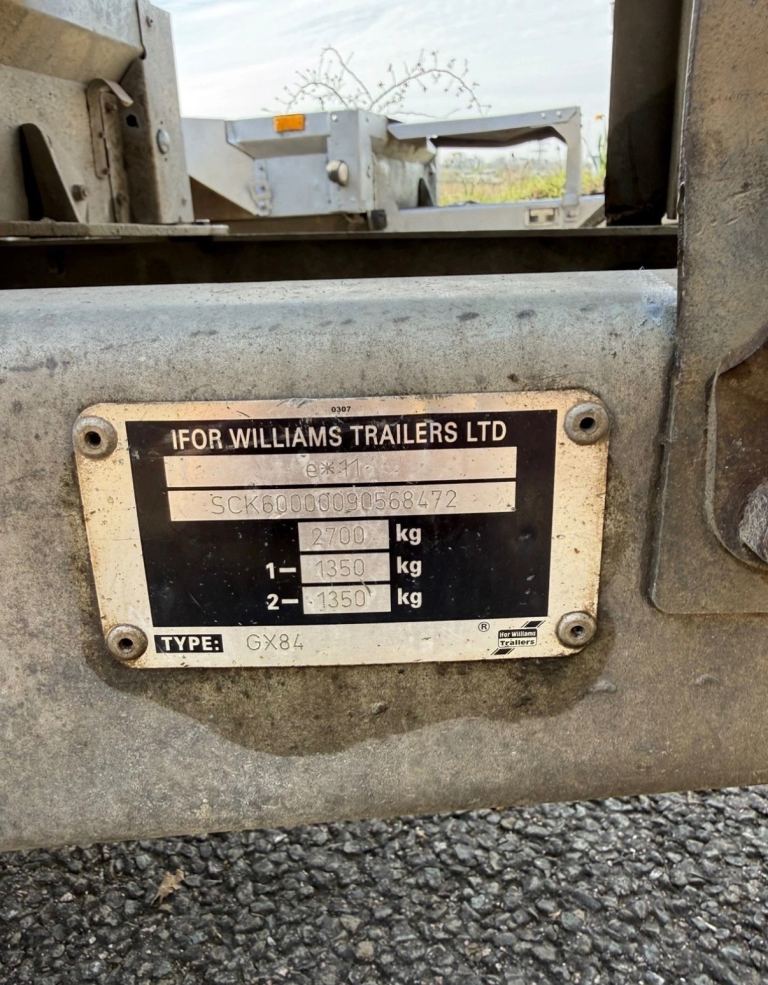 0307
IFOR WILLIAMS TRAILERS LTD
e*11
SCK60000090568472
2700 kg
1– 1350 kg
2– 1350 kg
TYPE: GX84
® Ifor Williams
Trailers